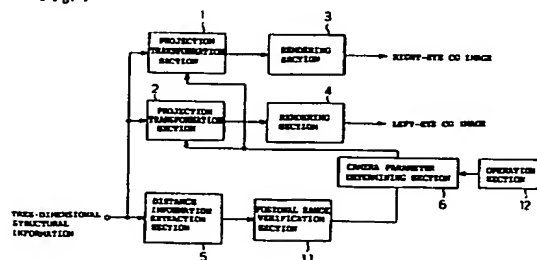 1
3
PROJECTION
TRANSFORMATION
SECTION
RENDERING
SECTION
RIGHT-EYE CG IMAGE
2
4
PROJECTION
TRANSFORMATION
SECTION
RENDERING
SECTION
LEFT-EYE CG IMAGE
CAMERA PARAMETER
DETERMINING SECTION
OPERATION
SECTION
6
12
DISTANCE
INFORMATION
EXTRACTION
SECTION
RANGE
VERIFICATION
SECTION
-DIMENSIONAL
STRUCTURAL
INFORMATION
5
11